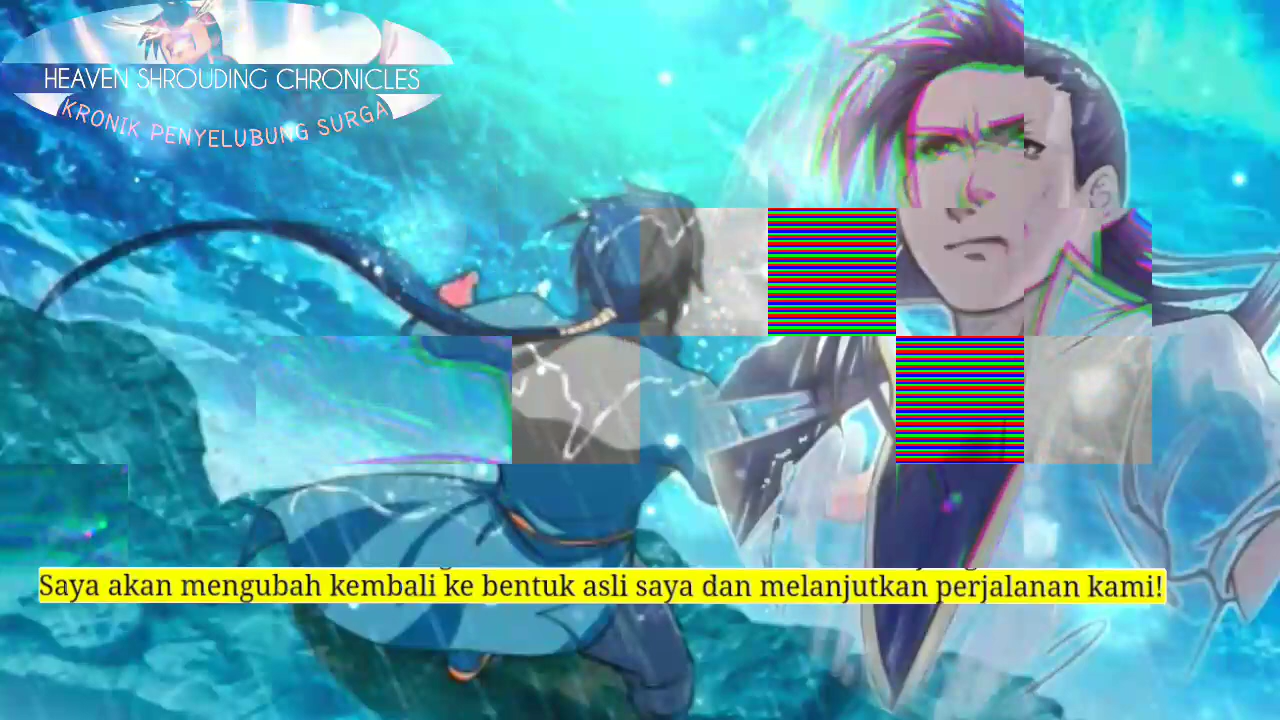 HEAVEN SHROUDING CHRONICLES
KRONIK PENYELUBUNG SURGA
Saya akan mengubah kembali ke bentuk asli saya dan melanjutkan perjalanan kami!